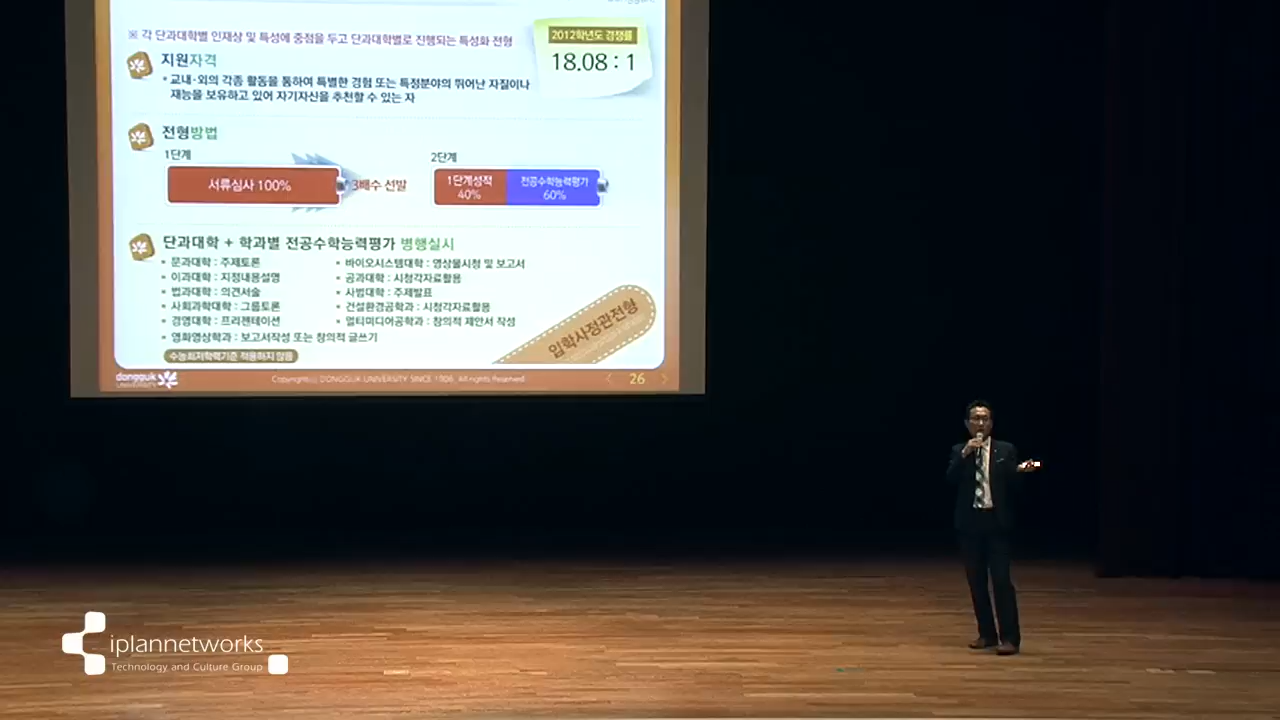 ※ 각 단과대학별 인재상 및 특성에 중점을 두고 단과대학별로 진행되는 특성화 전형
2012학년도 경쟁률
18.08 : 1
지원자격
• 교내·외의 각종 활동을 통하여 특별한 경험 또는 특정분야의 뛰어난 자질이나
재능을 보유하고 있어 자기자신을 추천할 수 있는 자
전형방법
1단계
서류심사 100%
3배수 선발
2단계
1단계성적
40%
전공수학능력평가
60%
단과대학 + 학과별 전공수학능력평가 병행실시
• 문과대학 : 주제토론
• 이과대학 : 지정내용설명
• 법과대학 : 의견서술
• 사회과학대학 : 그룹토론
• 경영대학 : 프리젠테이션
• 영화영상학과 : 보고서작성 또는 창의적 글쓰기
• 바이오시스템대학 : 영상물시청 및 보고서
• 공과대학 : 시청각자료활용
• 사범대학 : 주제발표
• 건설환경공학과 : 시청각자료활용
• 멀티미디어공학과 : 창의적 제안서 작성
수능최저학력기준 적용하지 않음
입학사정관전형
dongguk
UNIVERSITY
Copyright(c) DONGGUK UNIVERSITY SINCE 1906. All rights Reserved.
< 26 >
iplannetworks
Technology and Culture Group